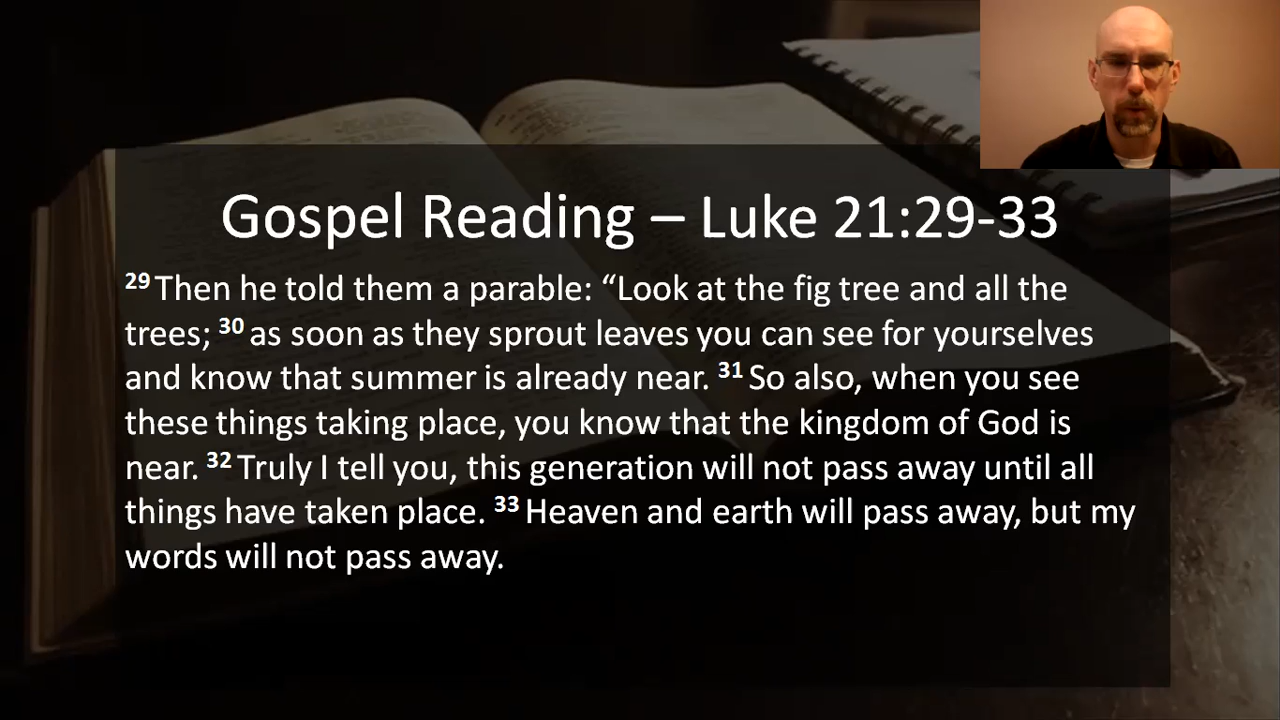 Gospel Reading – Luke 21:29-33
29 Then he told them a parable: “Look at the fig tree and all the
trees; 30 as soon as they sprout leaves you can see for yourselves
and know that summer is already near. 31 So also, when you see
these things taking place, you know that the kingdom of God is
near. 32 Truly I tell you, this generation will not pass away until all
things have taken place. 33 Heaven and earth will pass away, but my
words will not pass away.